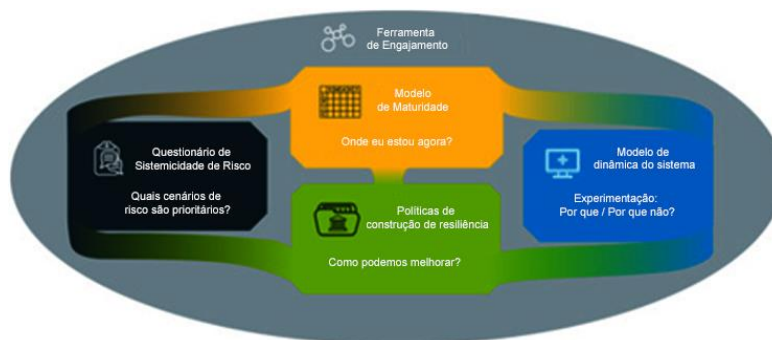 Ferramenta
de Engajamento
Modelo
de Maturidade
Onde eu estou agora?
Questionário de
Sistemicidade de Risco
Quais cenários de
risco são prioritários?
Modelo de
dinâmica do sistema
Experimentação:
Por que / Por que não?
Políticas de
construção de resiliência
Como podemos melhorar?